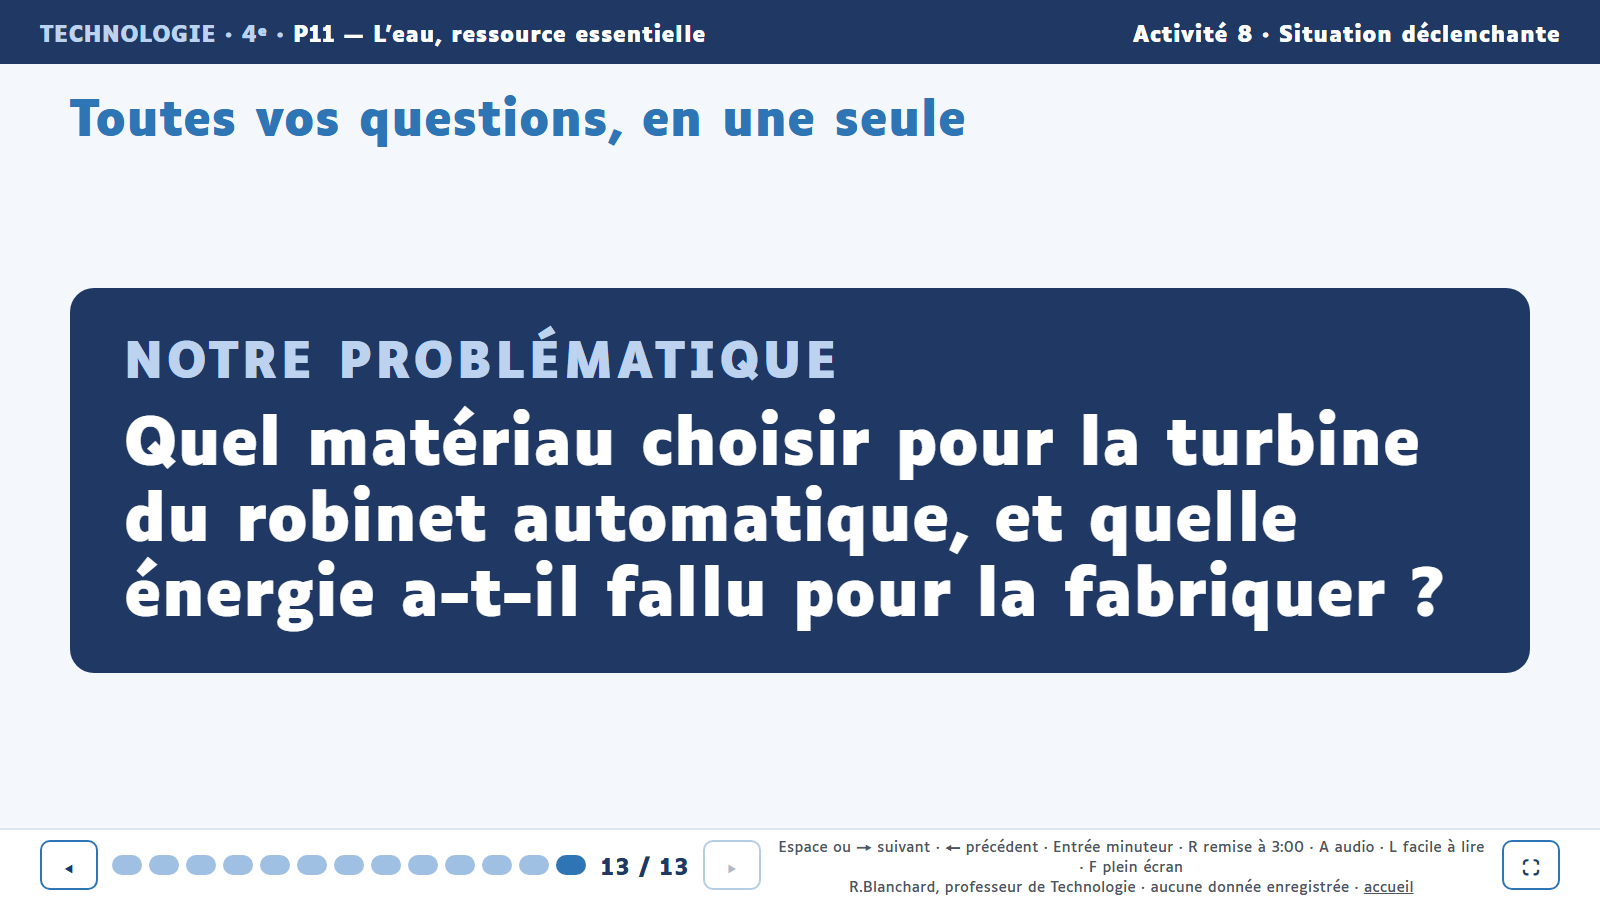 TECHNOLOGIE · 4ᵉ · P11 — L’eau, ressource essentielle
Activité 8 · Situation déclenchante
Toutes vos questions, en une seule
NOTRE PROBLÉMATIQUE
Quel matériau choisir pour la turbine
du robinet automatique, et quelle
énergie a-t-il fallu pour la fabriquer ?
13 / 13
Espace ou → suivant · ← précédent · Entrée minuteur · R remise à 3:00 · A audio · L facile à lire
· F plein écran
R.Blanchard, professeur de Technologie · aucune donnée enregistrée · accueil